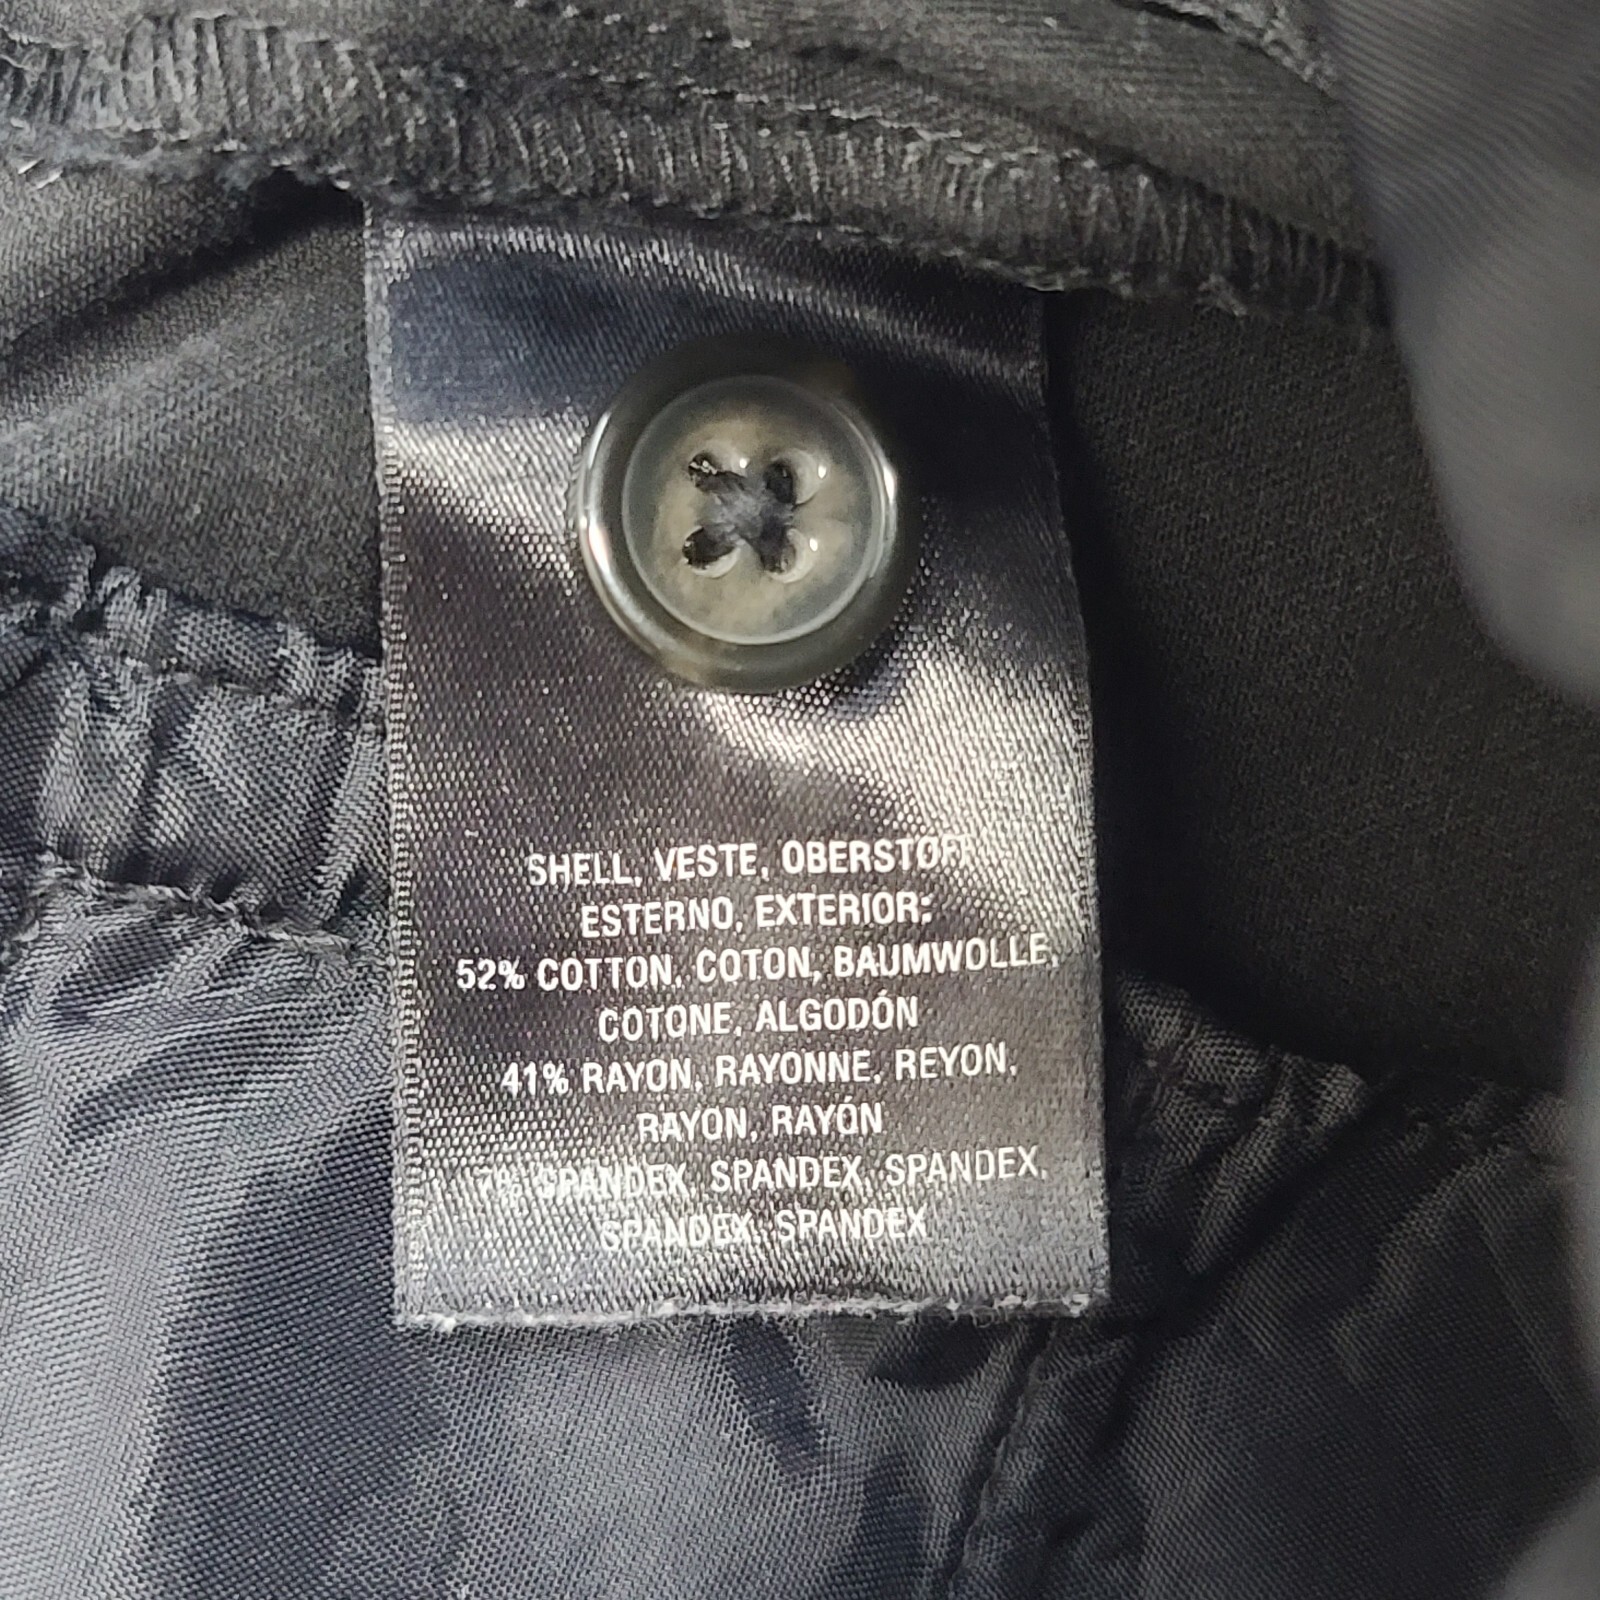 SHELL, VESTE, OBERSTOFF
ESTERNO, EXTERIOR:
52% COTTON, COTON, BAUMWOLLE,
COTONE, ALGODÓN
41% RAYON, RAYONNE, REYON,
RAYON, RAYÓN
7% SPANDEX, SPANDEX, SPANDEX,
SPANDEX, SPANDEX